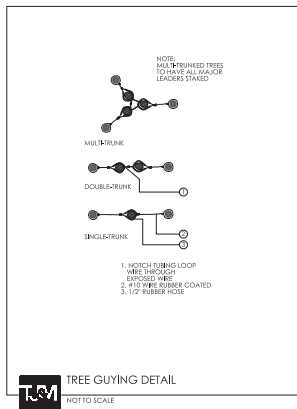 NOTE:
MULTI-TRUNKED TREES
TO HAVE ALL MAJOR
LEADERS STAKED
MULTI-TRUNK
DOUBLE-TRUNK
1
2
SINGLE-TRUNK
3
1. NOTCH TUBING LOOP
WIRE THROUGH
EXPOSED WIRE
2. #10 WIRE RUBBER COATED
3. 1/2" RUBBER HOSE
TREE GUYING DETAIL
NOT TO SCALE